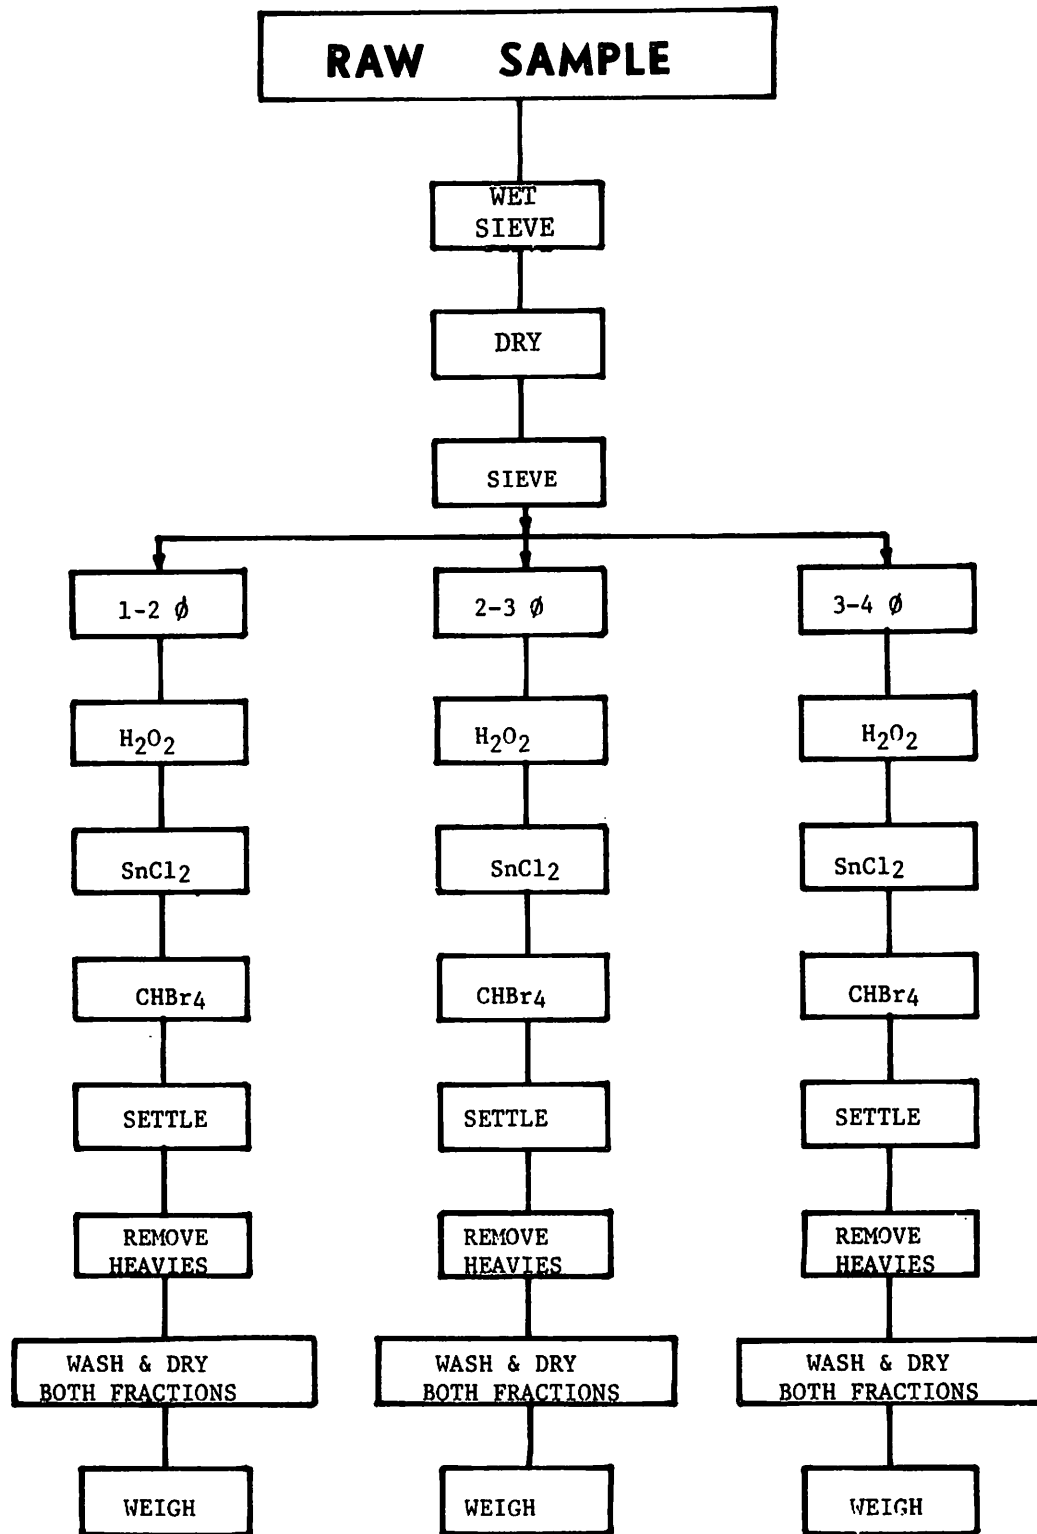 RAW SAMPLE
WET
SIEVE
DRY
SIEVE
1-2 ∅
2-3 ∅
3-4 ∅
H2O2
H2O2
H2O2
SnCl2
SnCl2
SnCl2
CHBr4
CHBr4
CHBr4
SETTLE
SETTLE
SETTLE
REMOVE
HEAVIES
REMOVE
HEAVIES
REMOVE
HEAVIES
WASH & DRY
BOTH FRACTIONS
WASH & DRY
BOTH FRACTIONS
WASH & DRY
BOTH FRACTIONS
WEIGH
WEIGH
WEIGH